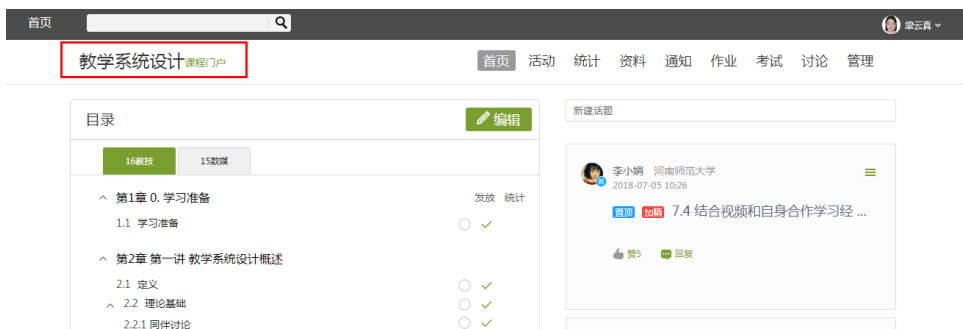 首页 梁云真
教学系统设计课程门户 首页 活动 统计 资料 通知 作业 考试 讨论 管理
目录 编辑
16教技 15数媒
第1章 0. 学习准备 发放 统计
1.1 学习准备
第2章 第一讲 教学系统设计概述
2.1 定义
2.2 理论基础
2.2.1 同伴讨论
新建话题
李小娟 河南师范大学
2018-07-05 10:26
置顶 加精 7.4 结合视频和自身合作学习经 ...
赞5 回复